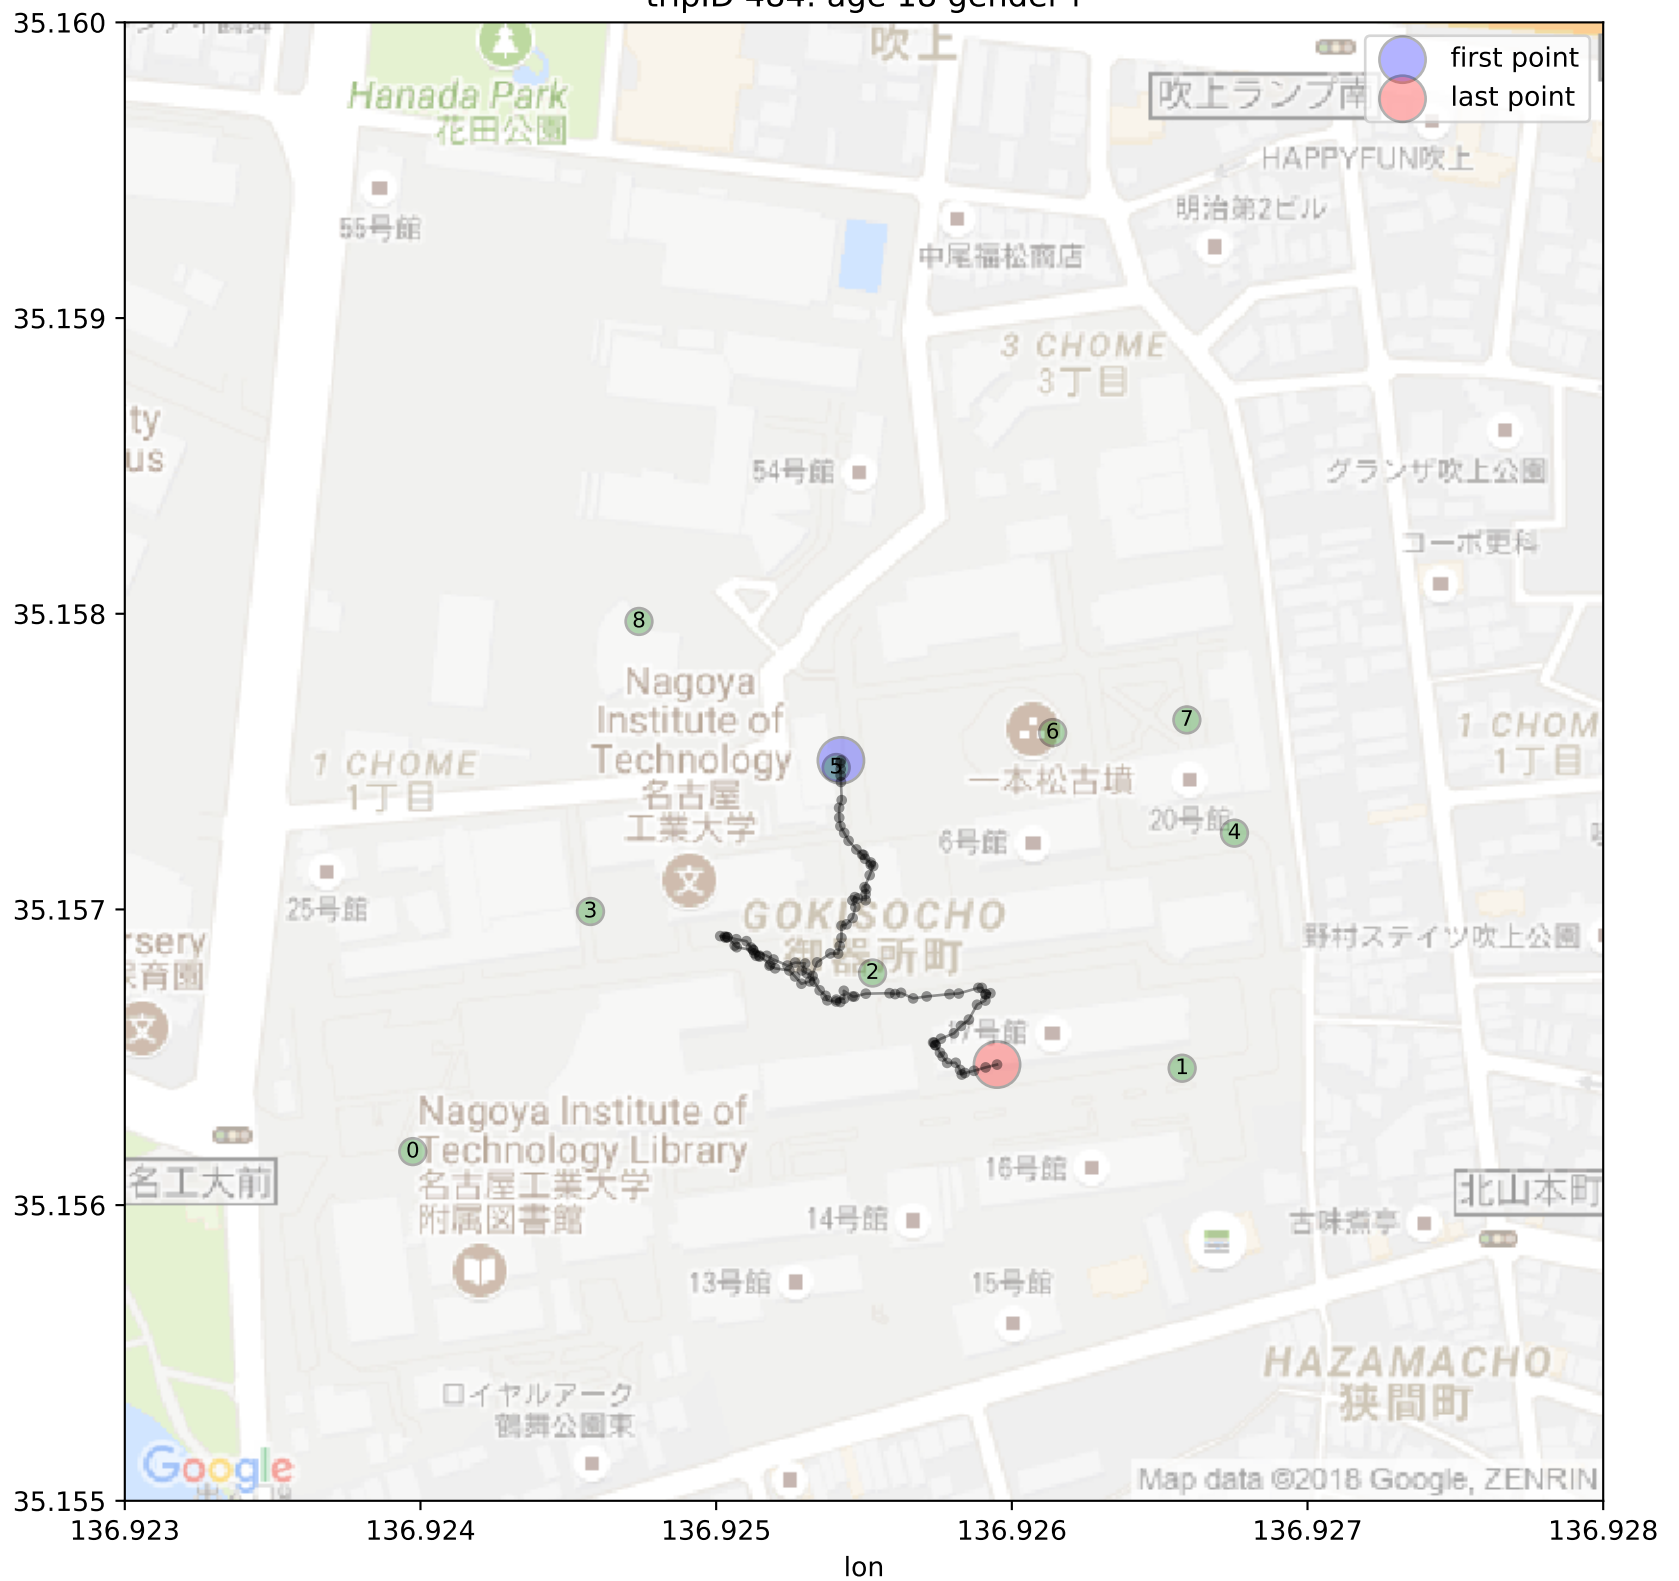 35.160
吹上
first point
last point
Hanada Park
花田公園
吹上ランプ南
HAPPYFUN吹上
55号館
明治第2ビル
中尾福松商店
35.159
3 CHOME
3丁目
ty
us
54号館
グランザ吹上公園
コーポ更科
35.158
8
Nagoya
Institute of
Technology
名古屋
工業大学
7
6
1 CHOM
1丁目
5
1 CHOME
1丁目
一本松古墳
20号館
4
6号館
35.157
25号館
3
GOKISOCHO
御器所町
野村ステイツ吹上公園
rsery
保育園
2
17号館
1
Nagoya Institute of
Technology Library
名古屋工業大学
附属図書館
0
名工大前
16号館
北山本町
35.156
14号館
古味煮亭
13号館
15号館
HAZAMACHO
狭間町
ロイヤルアーク
鶴舞公園東
Google
Map data ©2018 Google, ZENRIN
35.155
136.923
136.924
136.925
136.926
136.927
136.928
lon